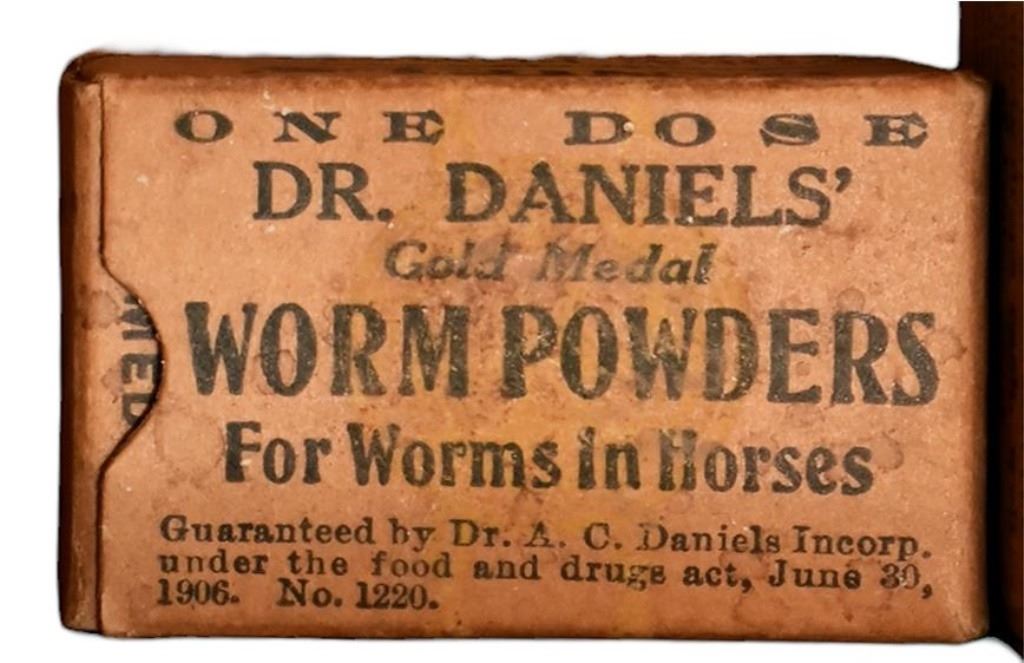 ONE DOSE
DR. DANIELS'
Gold Medal
WORM POWDERS
For Worms in Horses
Guaranteed by Dr. A. C. Daniels Incorp.
under the food and drugs act, June 30,
1906. No. 1220.